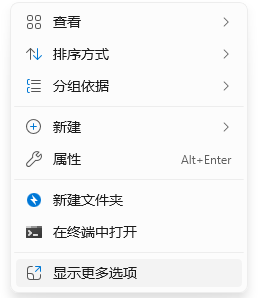 查看
排序方式
分组依据
新建
属性 Alt+Enter
新建文件夹
在终端中打开
显示更多选项